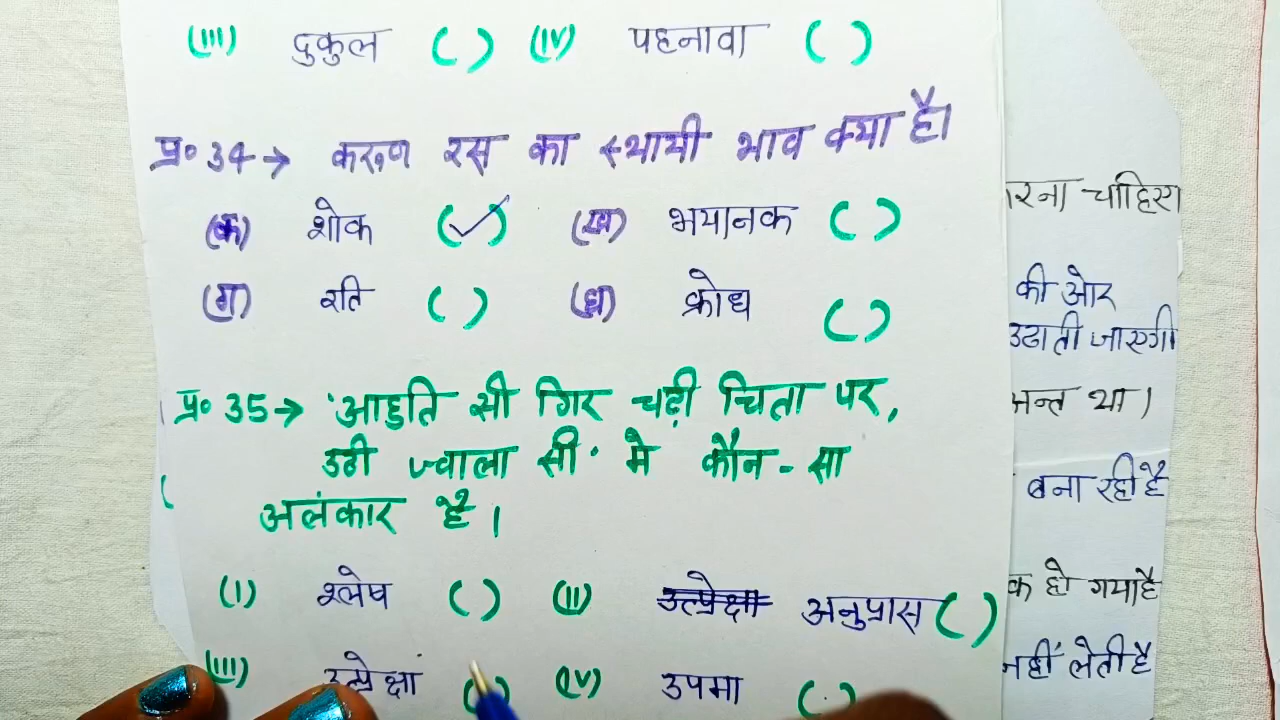 (III) दुकुल ( ) (IV) पहनावा ( )
प्र० 34→ करुण रस का स्थायी भाव क्या है।
(क) शोक (✓) (ख) भयानक ( )
(ग) रति ( ) (घ) क्रोध ( )
प्र० 35→ 'आहुति सी गिर चढ़ी चिता पर,
उठी ज्वाला सी' मे कौन-सा
अलंकार है।
(I) श्लेष ( ) (II) उत्प्रेक्षा अनुप्रास ( )
(III) उत्प्रेक्षा ( ) (IV) उपमा ( )
रना चाहिए
की ओर
उठाती जाएगी
न्त था।
बना रही है
क हो गया है
नहीं लेती है